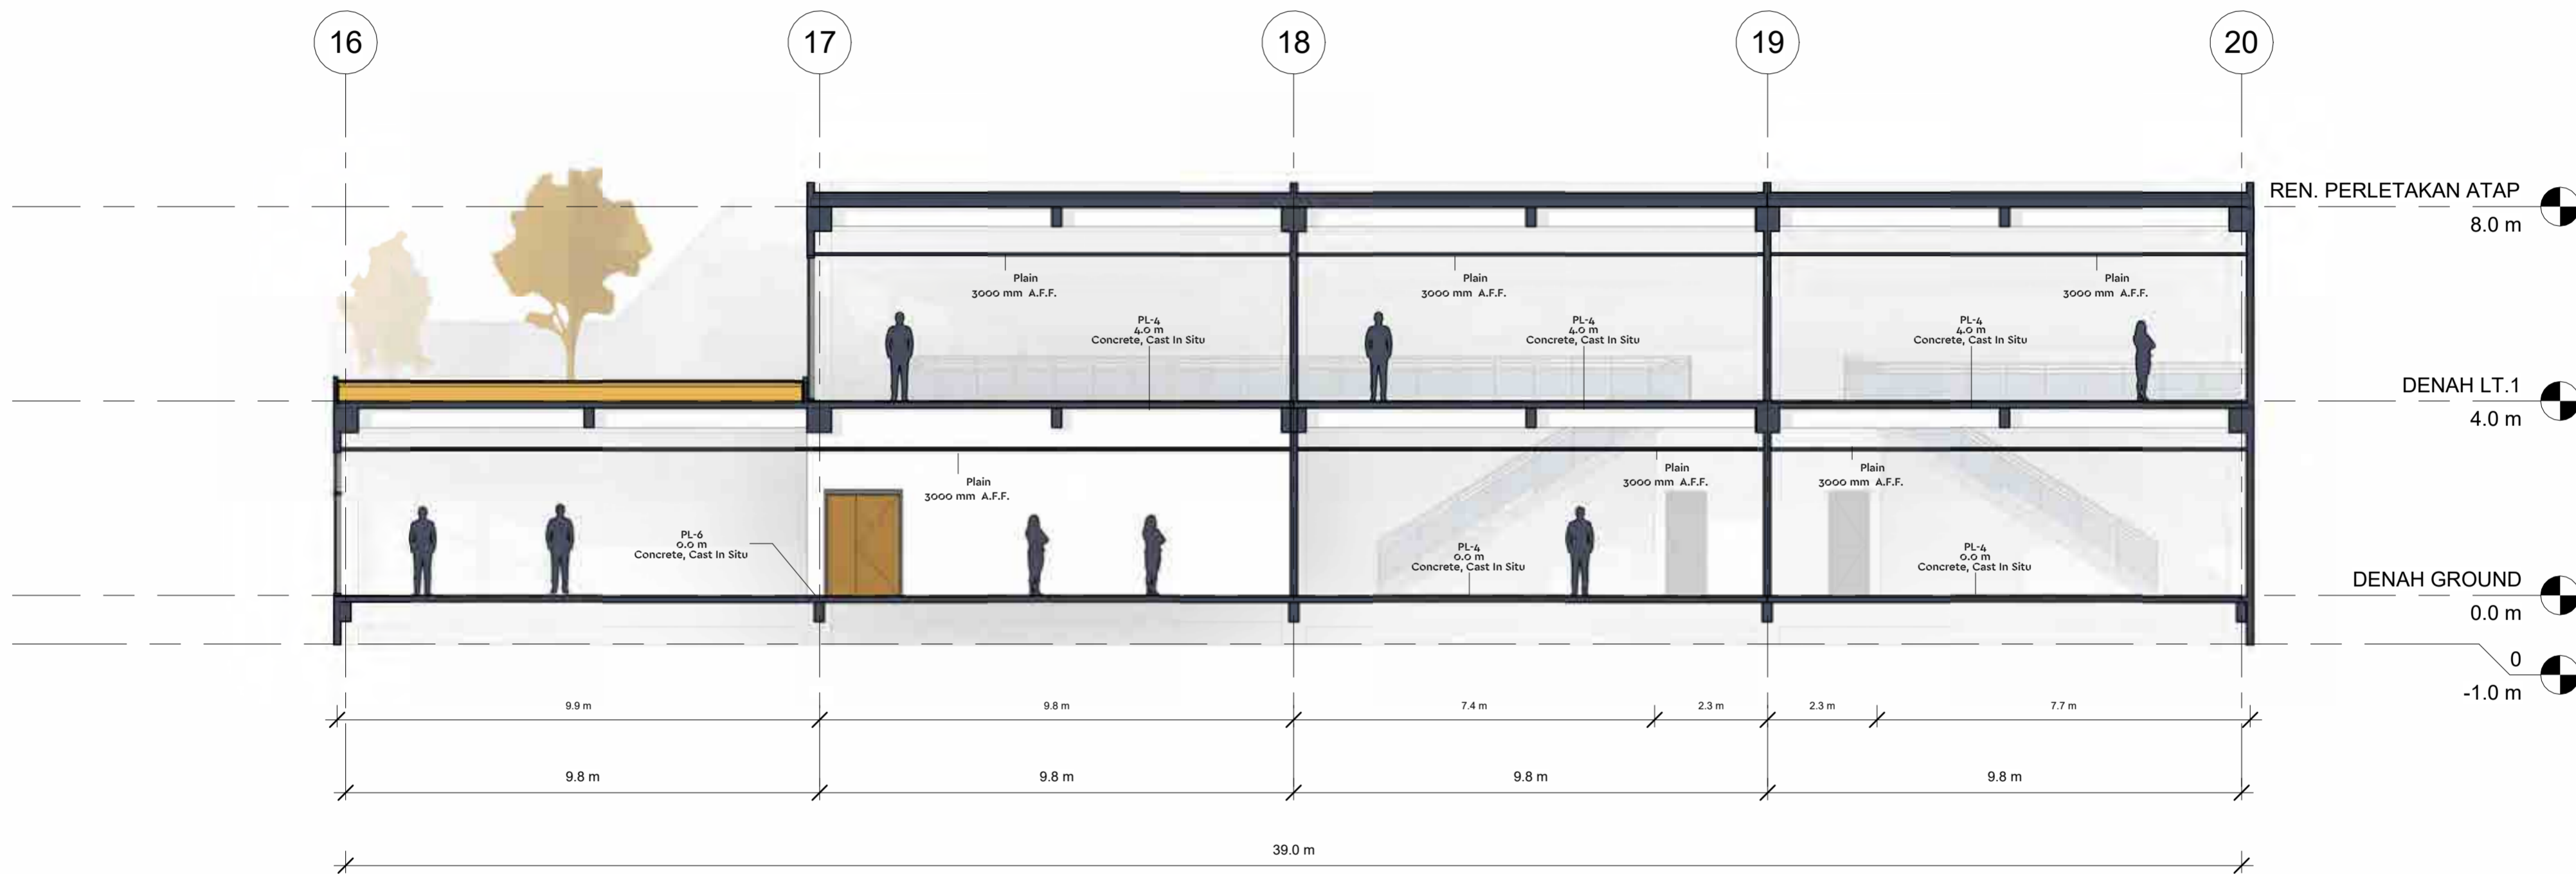 16
17
18
19
20
REN. PERLETAKAN ATAP
8.0 m
Plain
3000 mm A.F.F.
Plain
3000 mm A.F.F.
Plain
3000 mm A.F.F.
PL-4
4.0 m
Concrete, Cast In Situ
PL-4
4.0 m
Concrete, Cast In Situ
PL-4
4.0 m
Concrete, Cast In Situ
DENAH LT.1
4.0 m
Plain
3000 mm A.F.F.
Plain
3000 mm A.F.F.
Plain
3000 mm A.F.F.
PL-6
0.0 m
Concrete, Cast In Situ
PL-4
0.0 m
Concrete, Cast In Situ
PL-4
0.0 m
Concrete, Cast In Situ
DENAH GROUND
0.0 m
0
-1.0 m
9.9 m
9.8 m
7.4 m
2.3 m
2.3 m
7.7 m
9.8 m
9.8 m
9.8 m
9.8 m
39.0 m